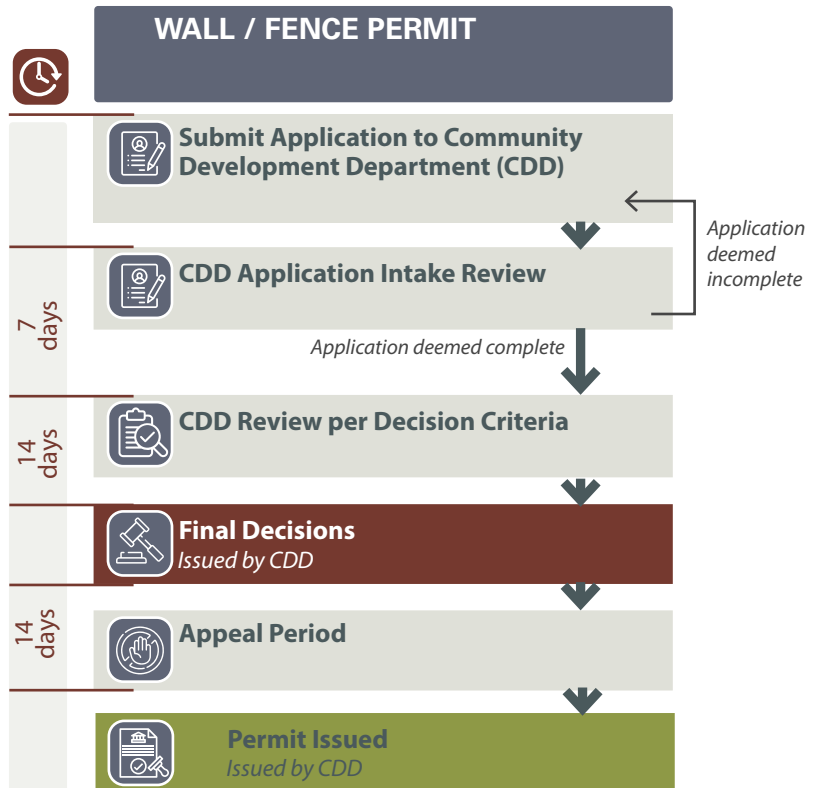 WALL / FENCE PERMIT
Submit Application to Community
Development Department (CDD)
Application
deemed
incomplete
CDD Application Intake Review
7
days
Application deemed complete
CDD Review per Decision Criteria
14
days
Final Decisions
Issued by CDD
Appeal Period
14
days
Permit Issued
Issued by CDD